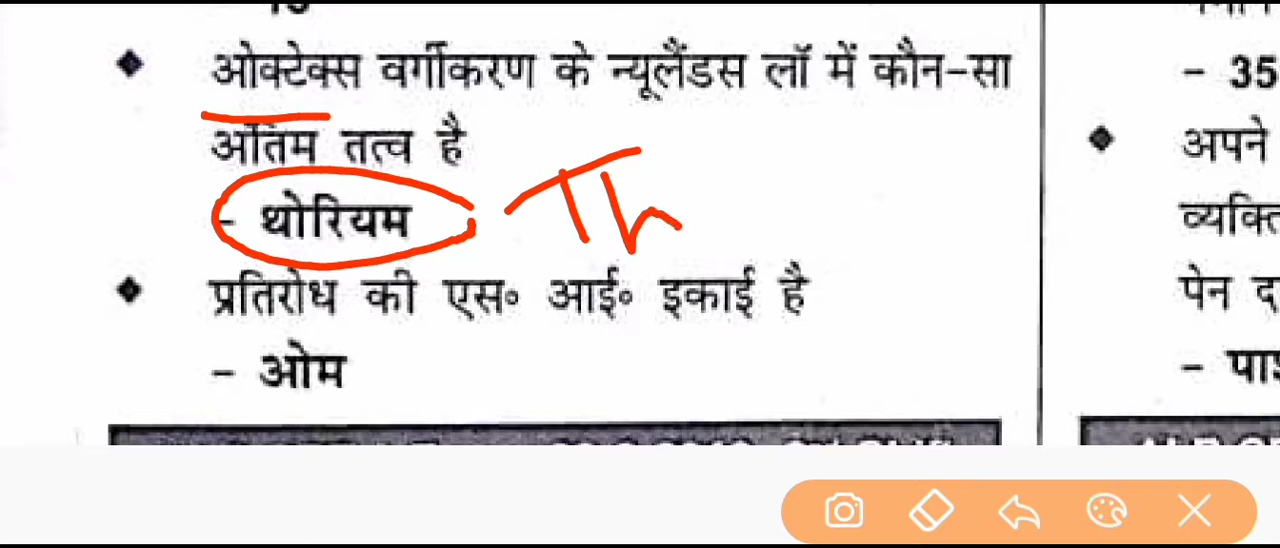 ओक्टेक्स वर्गीकरण के न्यूलैंडस लॉ में कौन-सा
अंतिम तत्व है
- थोरियम
Th
प्रतिरोध की एस॰ आई॰ इकाई है
- ओम
- 35
अपने
व्यक्ति
पेन द